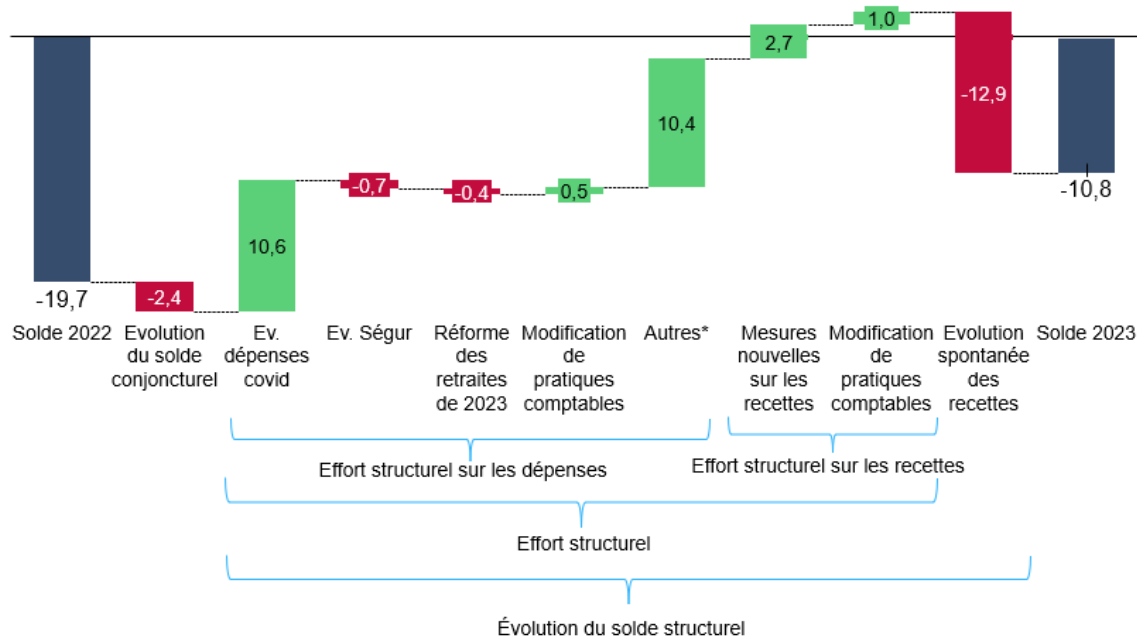 1,0
2,7
-12,9
10,4
-0,7
-0,4
0,5
-10,8
10,6
-19,7
-2,4
Solde 2022
Evolution
du solde
conjoncturel
Ev.
dépenses
covid
Ev. Ségur
Réforme
des
retraites
de 2023
Modification
de
pratiques
comptables
Autres*
Mesures
nouvelles
sur les
recettes
Modification
de
pratiques
comptables
Evolution
spontanée
des
recettes
Solde 2023
Effort structurel sur les dépenses
Effort structurel sur les recettes
Effort structurel
Évolution du solde structurel